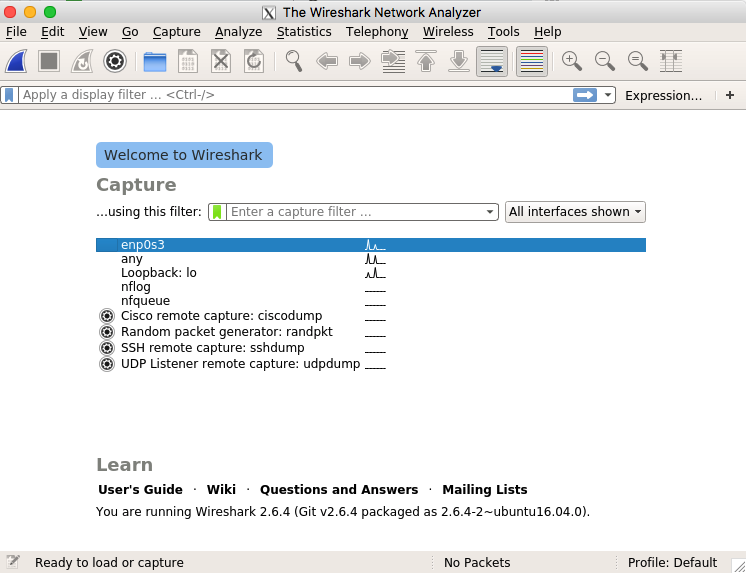 The Wireshark Network Analyzer
File Edit View Go Capture Analyze Statistics Telephony Wireless Tools Help
Apply a display filter ... <Ctrl-/> Expression... +
Welcome to Wireshark
Capture
...using this filter: Enter a capture filter ... All interfaces shown
enp0s3
any
Loopback: lo
nflog
nfqueue
Cisco remote capture: ciscodump
Random packet generator: randpkt
SSH remote capture: sshdump
UDP Listener remote capture: udpdump
Learn
User's Guide · Wiki · Questions and Answers · Mailing Lists
You are running Wireshark 2.6.4 (Git v2.6.4 packaged as 2.6.4-2~ubuntu16.04.0).
Ready to load or capture No Packets Profile: Default